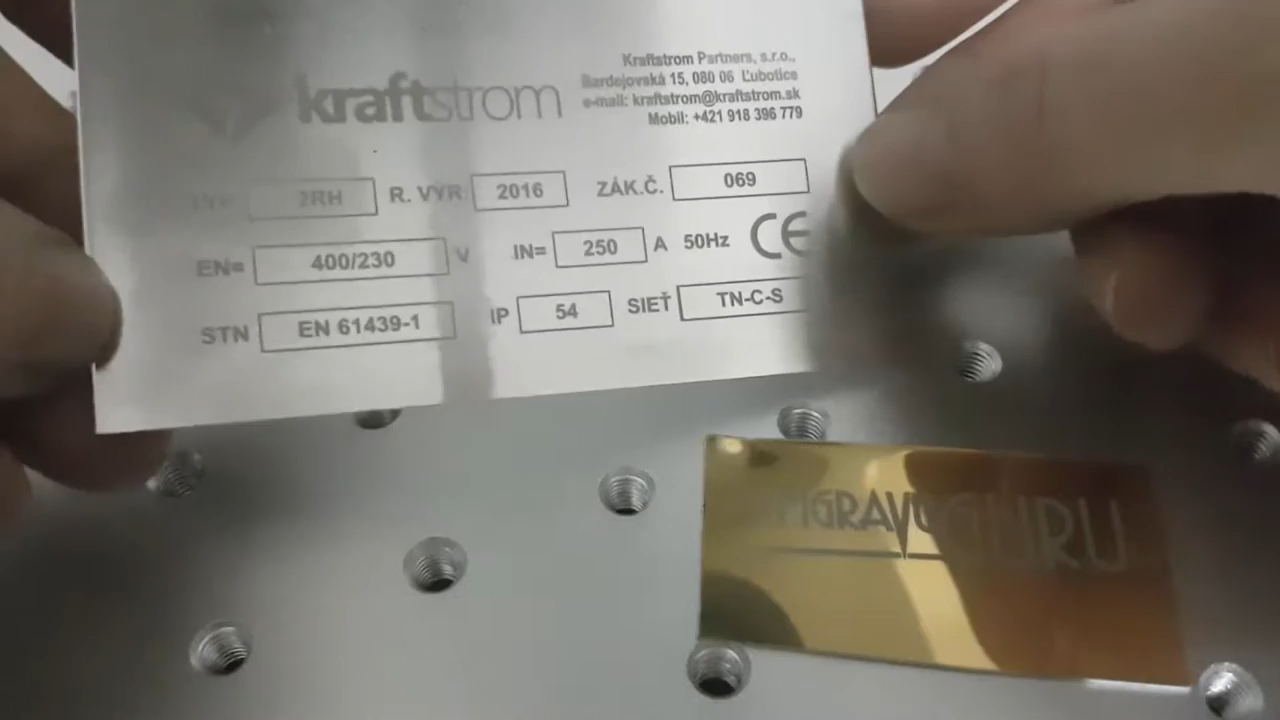 kraftstrom
Kraftstrom Partners, s.r.o.,
Bardejovská 15, 080 06 Ľubotice
e-mail: kraftstrom@kraftstrom.sk
Mobil: +421 918 396 779
2RH R. VÝR 2016 ZÁK.Č. 069
EN= 400/230 V IN= 250 A 50Hz CE
STN EN 61439-1 IP 54 SIEŤ TN-C-S
GURU